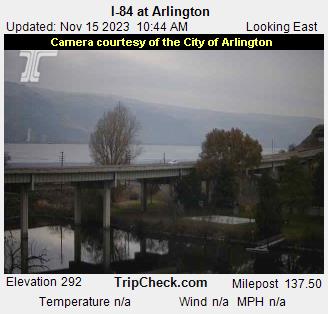 I-84 at Arlington
Updated: Nov 15 2023 10:44 AM Looking East
Camera courtesy of the City of Arlington
Elevation 292 TripCheck.com Milepost 137.50
Temperature n/a Wind n/a MPH n/a